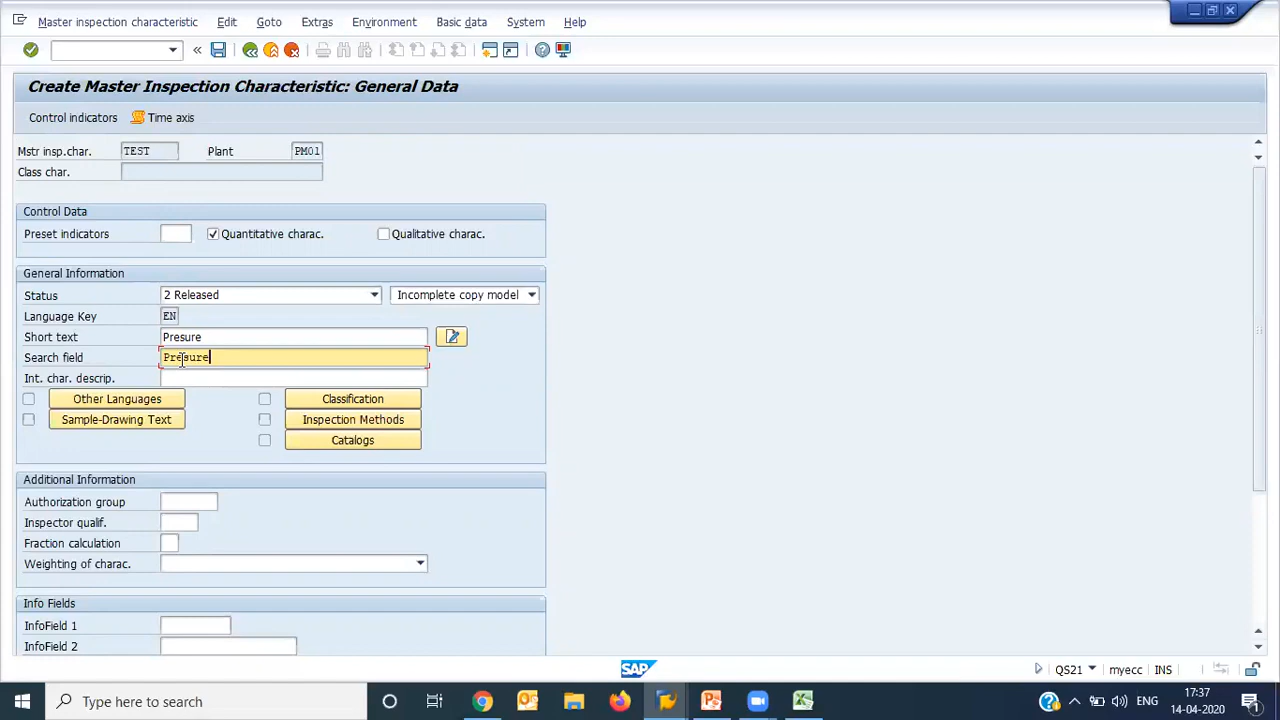 Master inspection characteristic Edit Goto Extras Environment Basic data System Help
Create Master Inspection Characteristic: General Data
Control indicators Time axis
Mstr insp.char. TEST Plant PM01
Class char.
Control Data
Preset indicators Quantitative charac. Qualitative charac.
General Information
Status 2 Released Incomplete copy model
Language Key EN
Short text Presure
Search field Presure
Int. char. descrip.
Other Languages Classification
Sample-Drawing Text Inspection Methods
Catalogs
Additional Information
Authorization group
Inspector qualif.
Fraction calculation
Weighting of charac.
Info Fields
InfoField 1
InfoField 2
SAP QS21 myecc INS
Type here to search ENG 17:37
14-04-2020